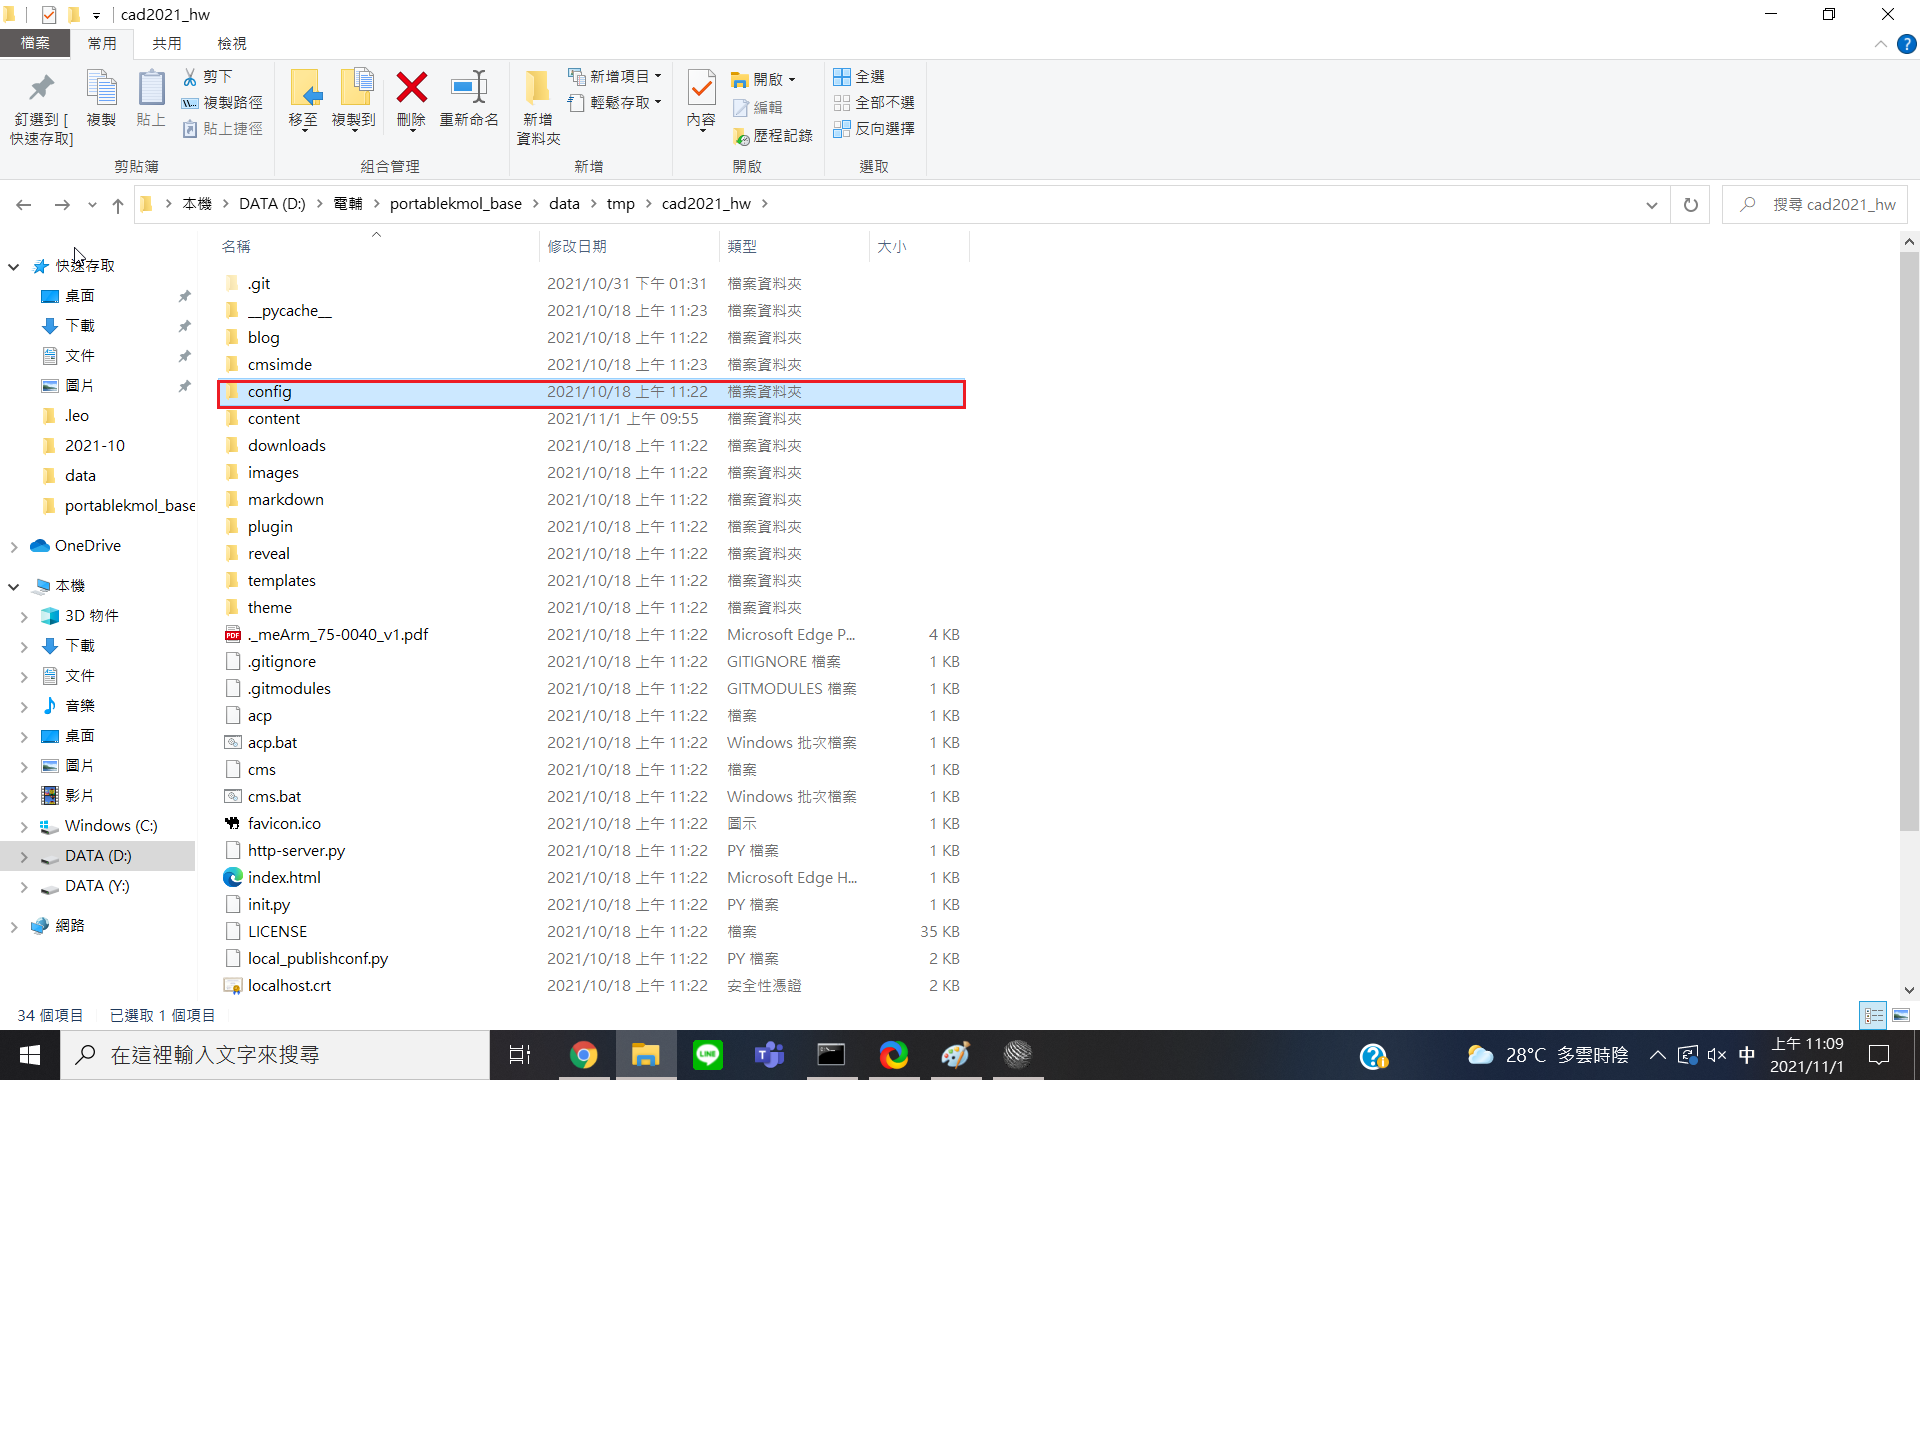 cad2021_hw
檔案 常用 共用 檢視
釘選到 [快速存取]
複製
貼上
剪下
複製路徑
貼上捷徑
剪貼簿
移至
複製到
刪除
重新命名
組合管理
新增資料夾
新增項目
輕鬆存取
新增
內容
開啟
編輯
歷程記錄
開啟
全選
全部不選
反向選擇
選取
本機 > DATA (D:) > 電輔 > portablekmol_base > data > tmp > cad2021_hw >
搜尋 cad2021_hw
快速存取
桌面
下載
文件
圖片
.leo
2021-10
data
portablekmol_base
OneDrive
本機
3D 物件
下載
文件
音樂
桌面
圖片
影片
Windows (C:)
DATA (D:)
DATA (Y:)
網路
名稱 修改日期 類型 大小
.git 2021/10/31 下午 01:31 檔案資料夾
__pycache__ 2021/10/18 上午 11:23 檔案資料夾
blog 2021/10/18 上午 11:22 檔案資料夾
cmsimde 2021/10/18 上午 11:23 檔案資料夾
config 2021/10/18 上午 11:22 檔案資料夾
content 2021/11/1 上午 09:55 檔案資料夾
downloads 2021/10/18 上午 11:22 檔案資料夾
images 2021/10/18 上午 11:22 檔案資料夾
markdown 2021/10/18 上午 11:22 檔案資料夾
plugin 2021/10/18 上午 11:22 檔案資料夾
reveal 2021/10/18 上午 11:22 檔案資料夾
templates 2021/10/18 上午 11:22 檔案資料夾
theme 2021/10/18 上午 11:22 檔案資料夾
._meArm_75-0040_v1.pdf 2021/10/18 上午 11:22 Microsoft Edge P... 4 KB
.gitignore 2021/10/18 上午 11:22 GITIGNORE 檔案 1 KB
.gitmodules 2021/10/18 上午 11:22 GITMODULES 檔案 1 KB
acp 2021/10/18 上午 11:22 檔案 1 KB
acp.bat 2021/10/18 上午 11:22 Windows 批次檔案 1 KB
cms 2021/10/18 上午 11:22 檔案 1 KB
cms.bat 2021/10/18 上午 11:22 Windows 批次檔案 1 KB
favicon.ico 2021/10/18 上午 11:22 圖示 1 KB
http-server.py 2021/10/18 上午 11:22 PY 檔案 1 KB
index.html 2021/10/18 上午 11:22 Microsoft Edge H... 1 KB
init.py 2021/10/18 上午 11:22 PY 檔案 1 KB
LICENSE 2021/10/18 上午 11:22 檔案 35 KB
local_publishconf.py 2021/10/18 上午 11:22 PY 檔案 2 KB
localhost.crt 2021/10/18 上午 11:22 安全性憑證 2 KB
34 個項目 已選取 1 個項目
在這裡輸入文字來搜尋
LINE
28°C 多雲時陰
中
上午 11:09
2021/11/1